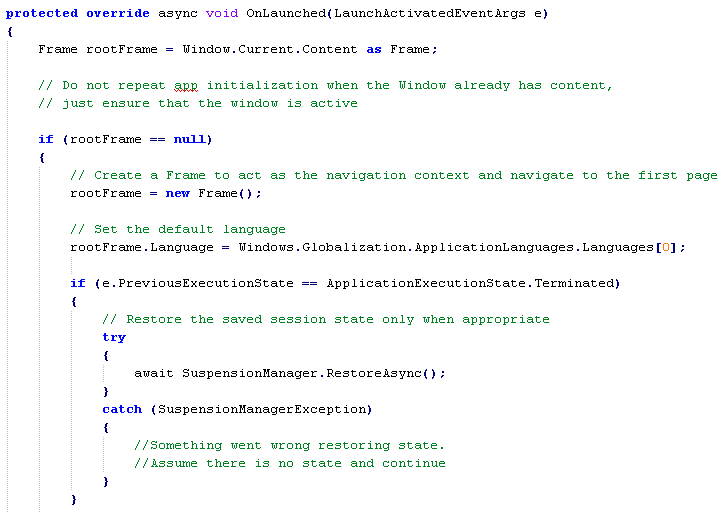 protected override async void OnLaunched(LaunchActivatedEventArgs e)
{
    Frame rootFrame = Window.Current.Content as Frame;

    // Do not repeat app initialization when the Window already has content,
    // just ensure that the window is active

    if (rootFrame == null)
    {
        // Create a Frame to act as the navigation context and navigate to the first page
        rootFrame = new Frame();

        // Set the default language
        rootFrame.Language = Windows.Globalization.ApplicationLanguages.Languages[0];

        if (e.PreviousExecutionState == ApplicationExecutionState.Terminated)
        {
            // Restore the saved session state only when appropriate
            try
            {
                await SuspensionManager.RestoreAsync();
            }
            catch (SuspensionManagerException)
            {
                //Something went wrong restoring state.
                //Assume there is no state and continue
            }
        }